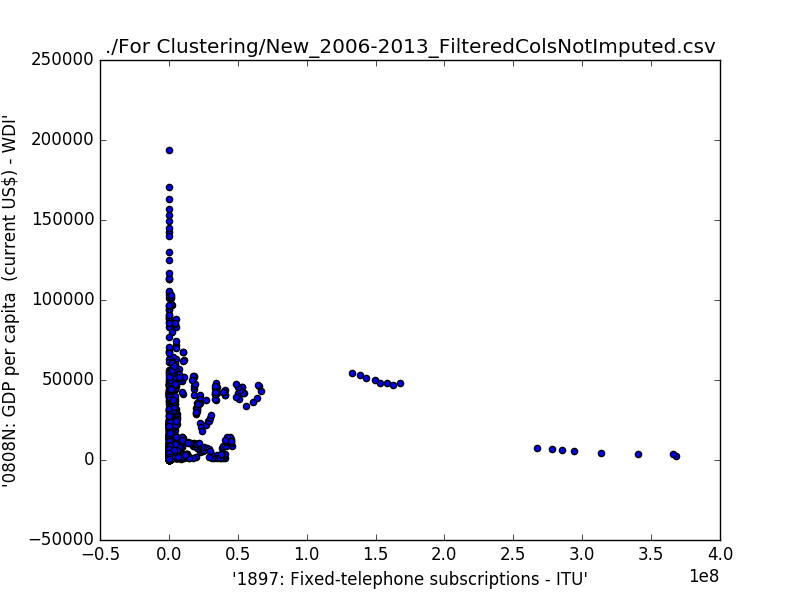 ./For Clustering/New_2006-2013_FilteredColsNotImputed.csv
250000
200000
150000
100000
50000
0
−50000
'0808N: GDP per capita  (current US$) - WDI'
−0.5 0.0 0.5 1.0 1.5 2.0 2.5 3.0 3.5 4.0
1e8
'1897: Fixed-telephone subscriptions - ITU'